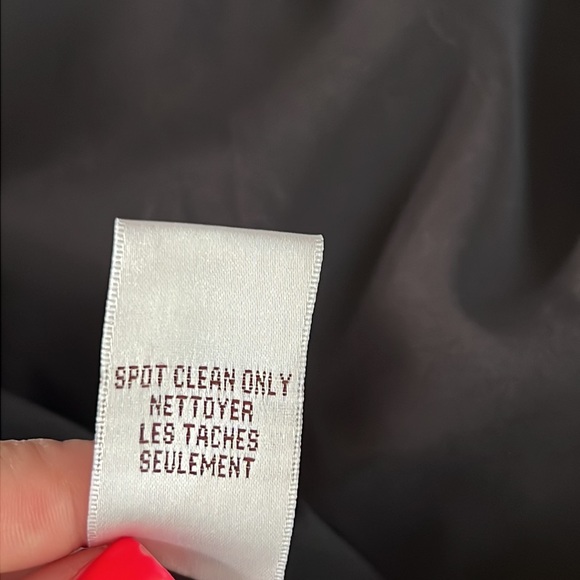 SPOT CLEAN ONLY
NETTOYER
LES TACHES
SEULEMENT